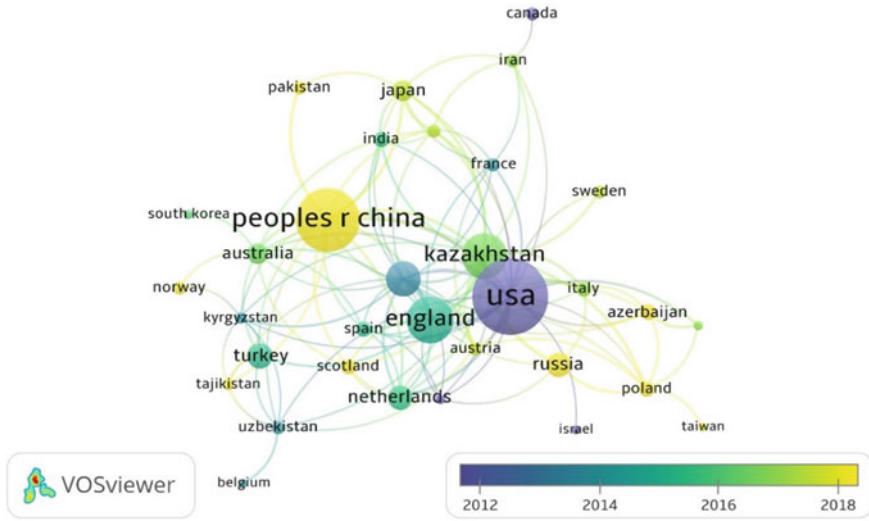 canada
iran
pakistan
japan
india
france
sweden
south korea
peoples r china
australia
kazakhstan
norway
usa
italy
azerbaijan
kyrgyzstan
england
spain
turkey
austria
scotland
russia
tajikistan
netherlands
poland
uzbekistan
israel
taiwan
belgium
VOSviewer
2012 2014 2016 2018